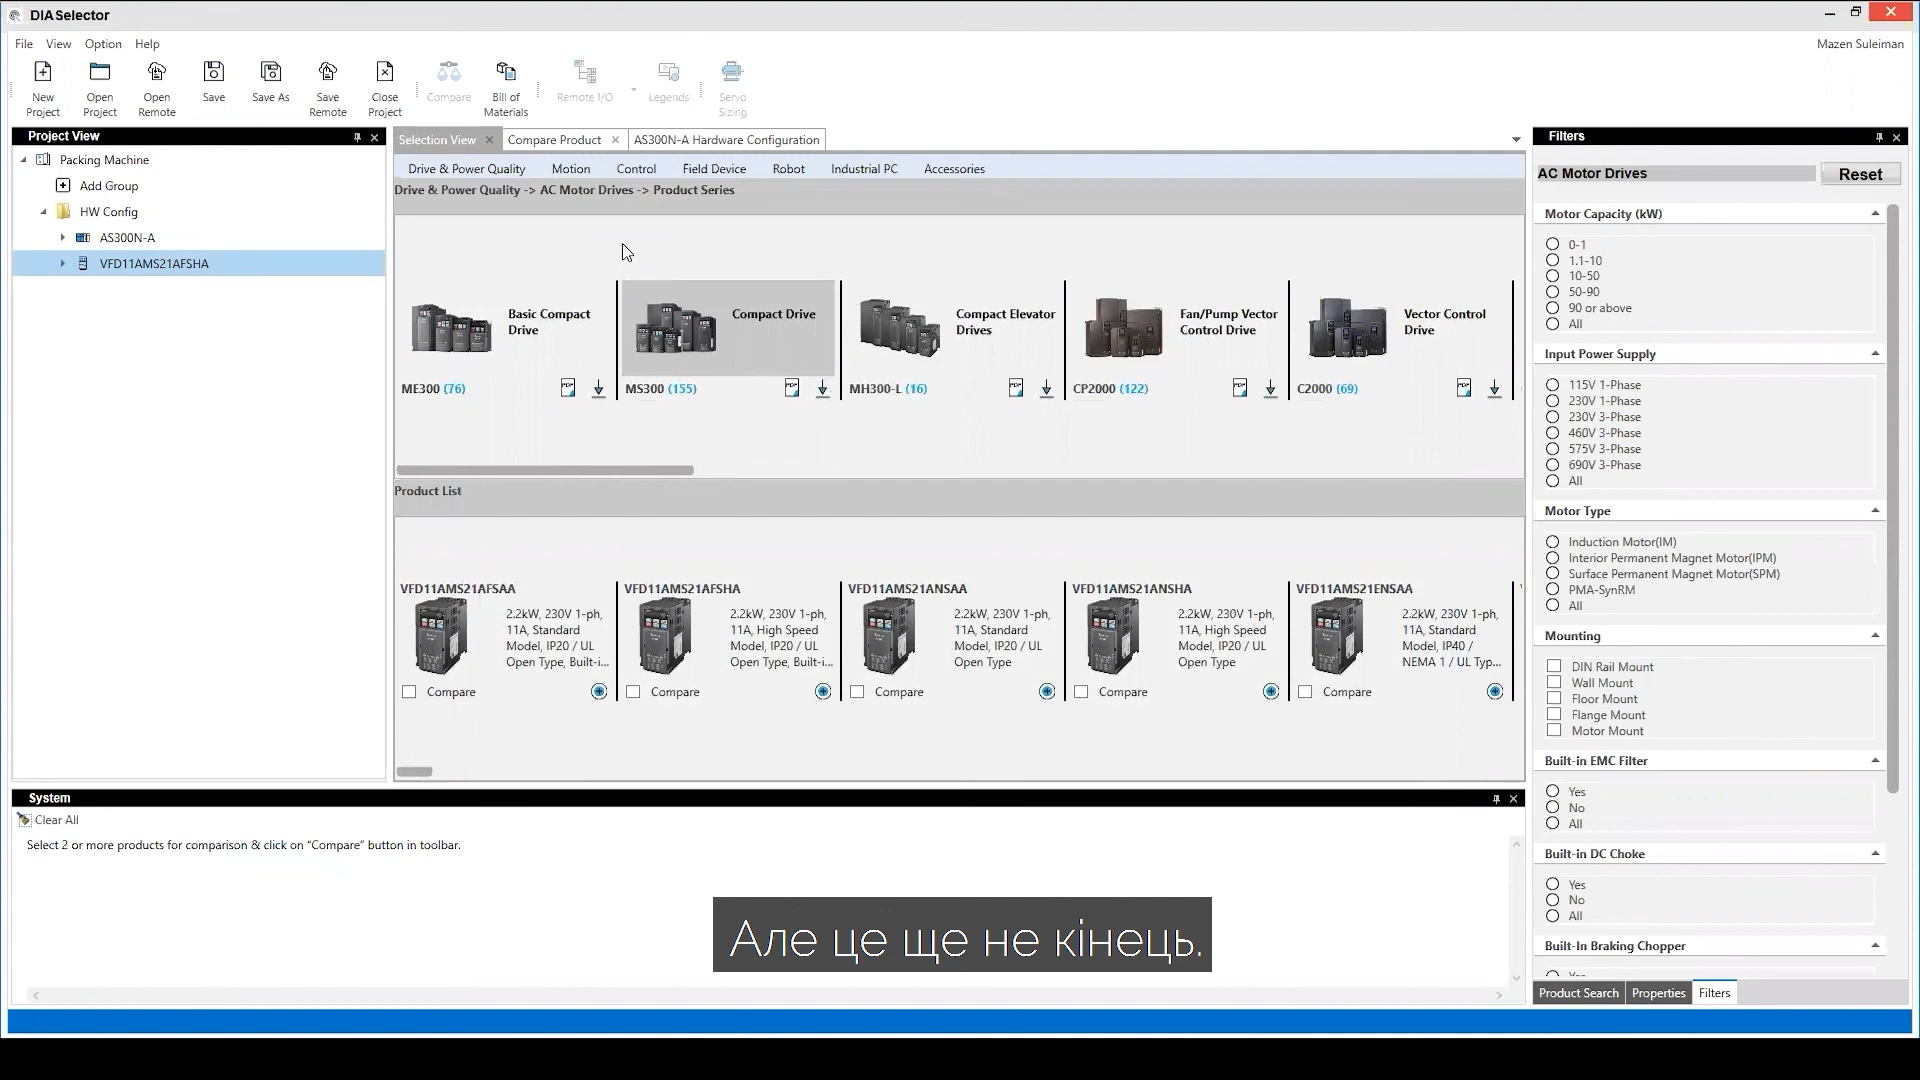 DIASelector
File View Option Help
Mazen Suleiman
New Project
Open Project
Open Remote
Save
Save As
Save Remote
Close Project
Compare
Bill of Materials
Remote I/O
Legends
Servo Sizing
Project View
Packing Machine
Add Group
HW Config
AS300N-A
VFD11AMS21AFSHA
Selection View
Compare Product
AS300N-A Hardware Configuration
Drive & Power Quality Motion Control Field Device Robot Industrial PC Accessories
Drive & Power Quality -> AC Motor Drives -> Product Series
Basic Compact
Drive
ME300 (76)
Compact Drive
MS300 (155)
Compact Elevator
Drives
MH300-L (16)
Fan/Pump Vector
Control Drive
CP2000 (122)
Vector Control
Drive
C2000 (69)
Product List
VFD11AMS21AFSAA
2.2kW, 230V 1-ph,
11A, Standard
Model, IP20 / UL
Open Type, Built-i...
Compare
VFD11AMS21AFSHA
2.2kW, 230V 1-ph,
11A, High Speed
Model, IP20 / UL
Open Type, Built-i...
Compare
VFD11AMS21ANSAA
2.2kW, 230V 1-ph,
11A, Standard
Model, IP20 / UL
Open Type
Compare
VFD11AMS21ANSHA
2.2kW, 230V 1-ph,
11A, High Speed
Model, IP20 / UL
Open Type
Compare
VFD11AMS21ENSAA
2.2kW, 230V 1-ph,
11A, Standard
Model, IP40 /
NEMA 1 / UL Typ...
Compare
Filters
AC Motor Drives
Reset
Motor Capacity (kW)
0-1
1.1-10
10-50
50-90
90 or above
All
Input Power Supply
115V 1-Phase
230V 1-Phase
230V 3-Phase
460V 3-Phase
575V 3-Phase
690V 3-Phase
All
Motor Type
Induction Motor(IM)
Interior Permanent Magnet Motor(IPM)
Surface Permanent Magnet Motor(SPM)
PMA-SynRM
All
Mounting
DIN Rail Mount
Wall Mount
Floor Mount
Flange Mount
Motor Mount
Built-in EMC Filter
Yes
No
All
Built-in DC Choke
Yes
No
All
Built-In Braking Chopper
Product Search Properties Filters
System
Clear All
Select 2 or more products for comparison & click on “Compare” button in toolbar.
Але це ще не кінець.